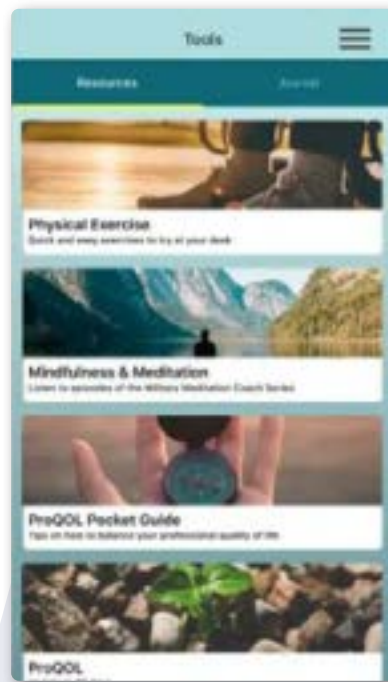 Tools
Resources
Journal
Physical Exercise
Quick and easy exercises to try at your desk
Mindfulness & Meditation
Listen to episodes of the Military Meditation Coach Series
ProQOL Pocket Guide
Tips on how to balance your professional quality of life
ProQOL